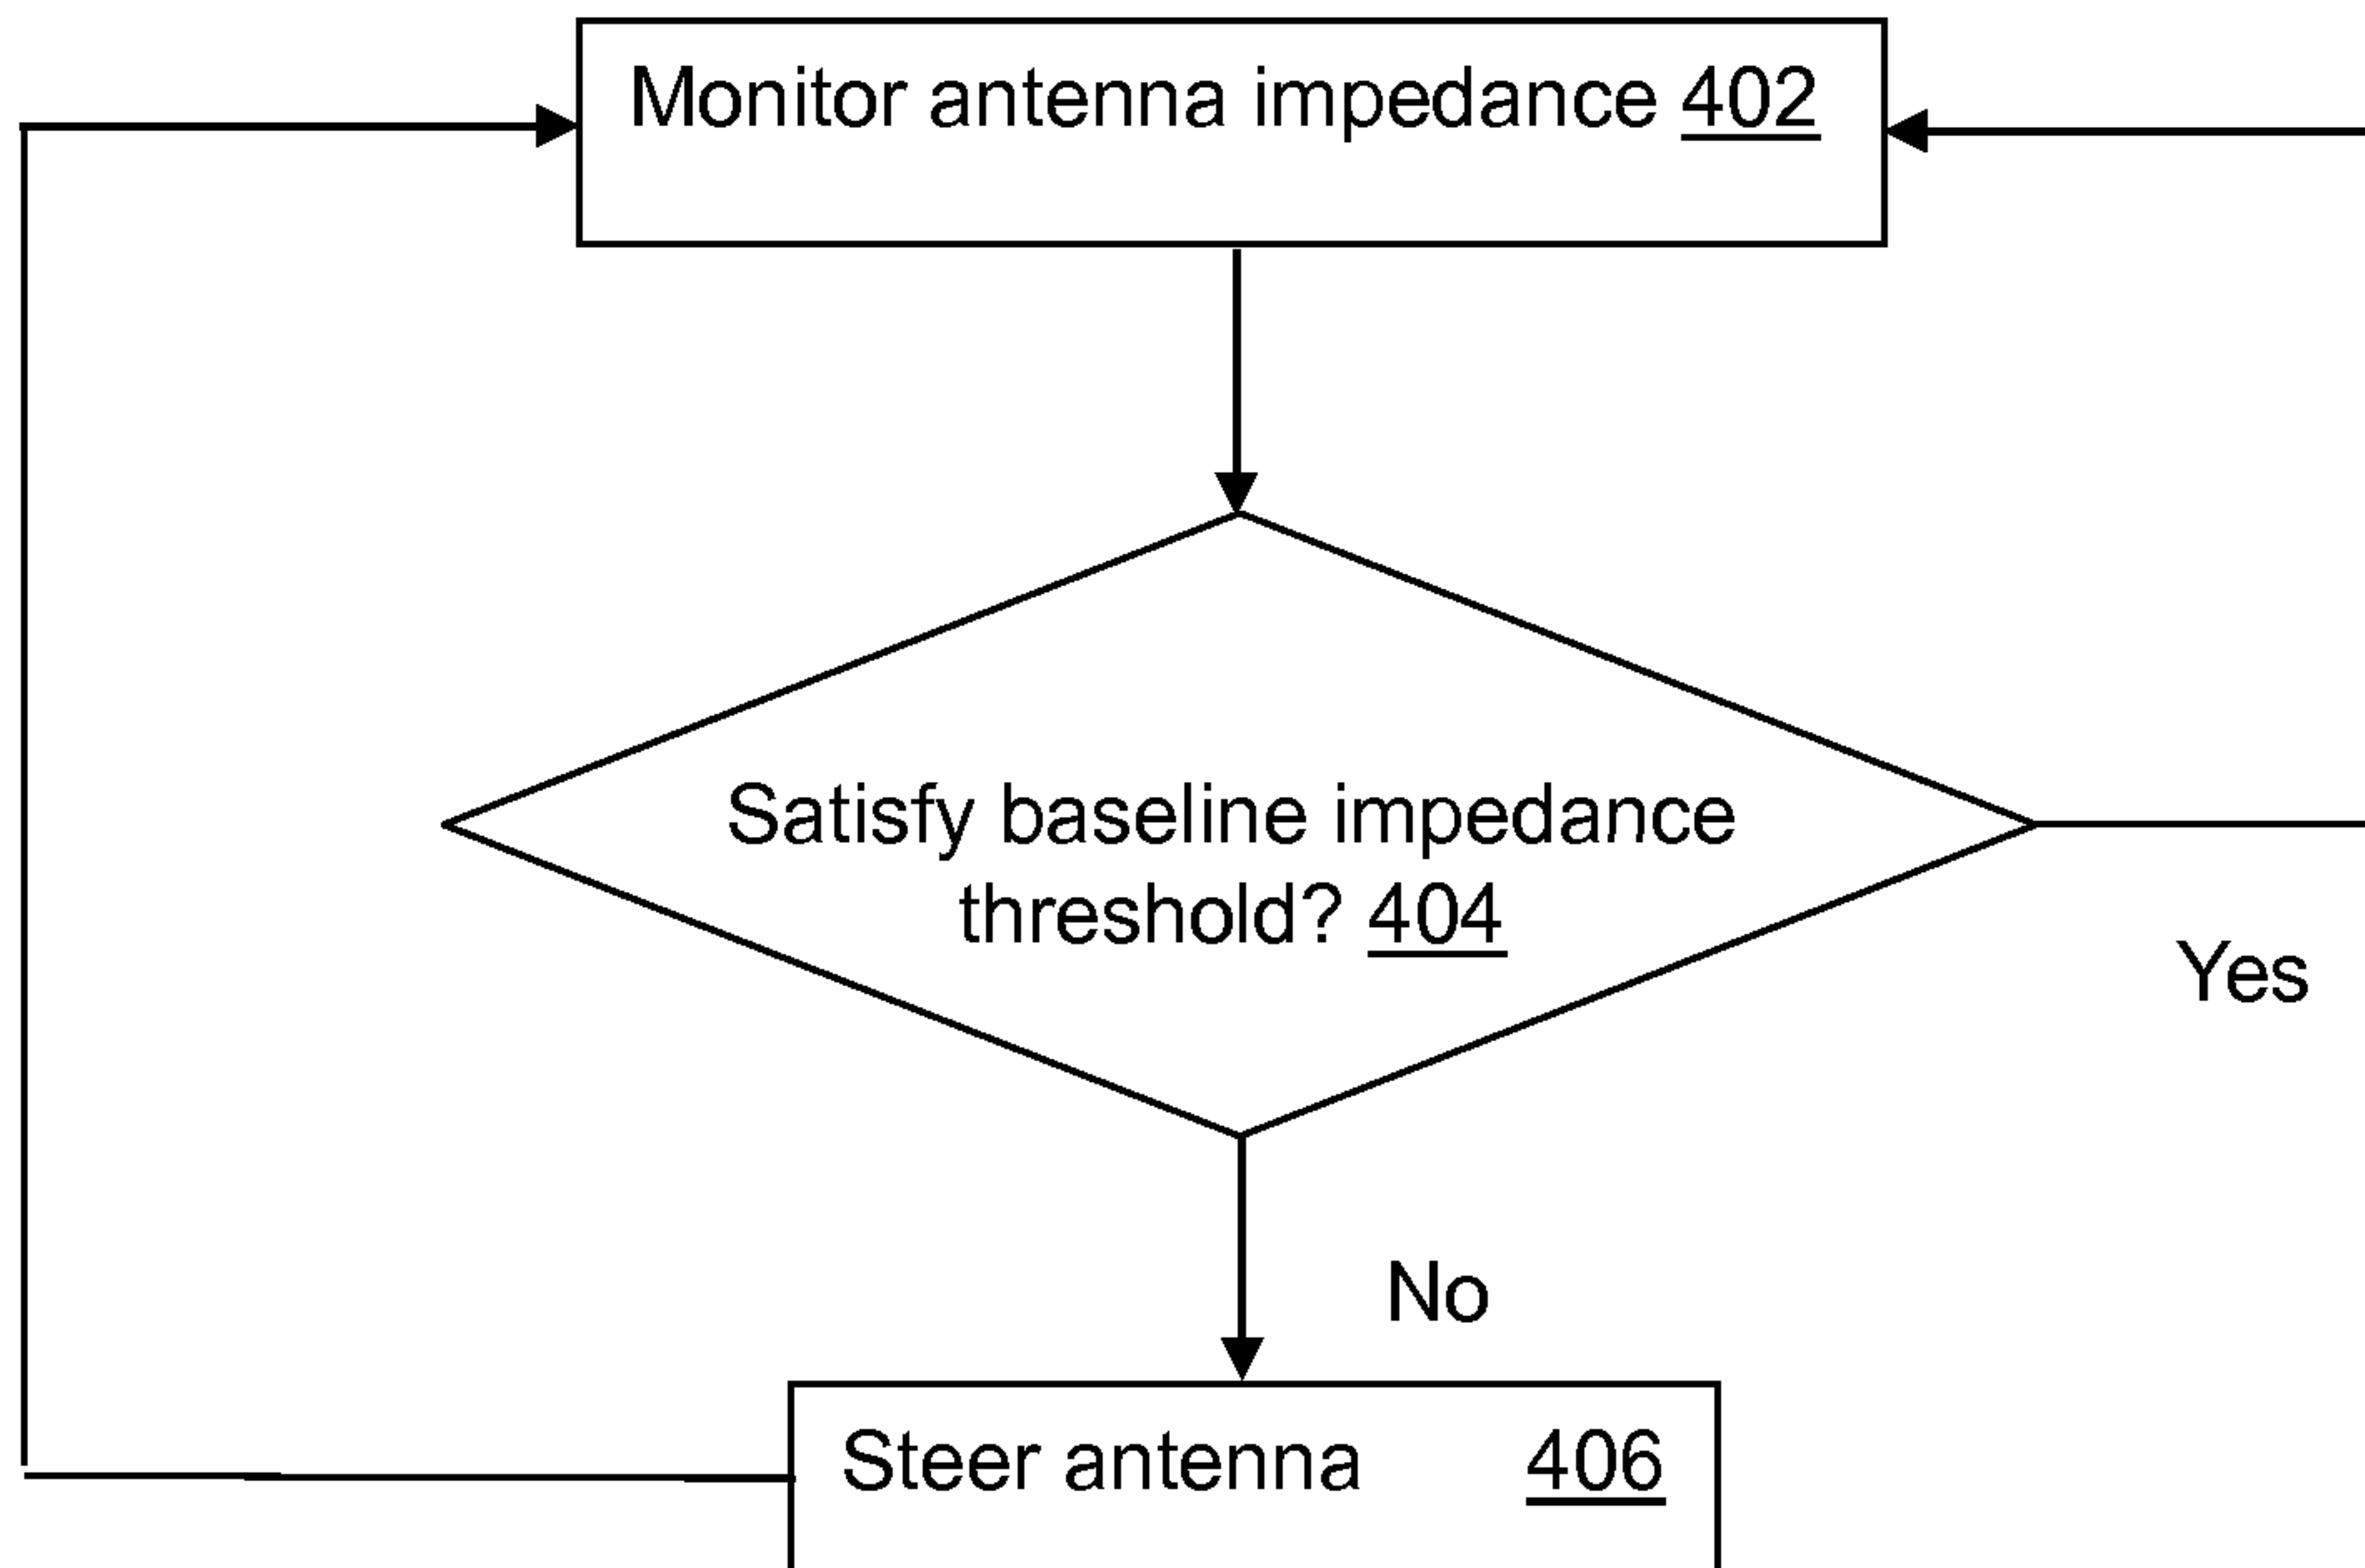 Monitor antenna impedance 402
Satisfy baseline impedance
threshold? 404
Yes
No
Steer antenna 406